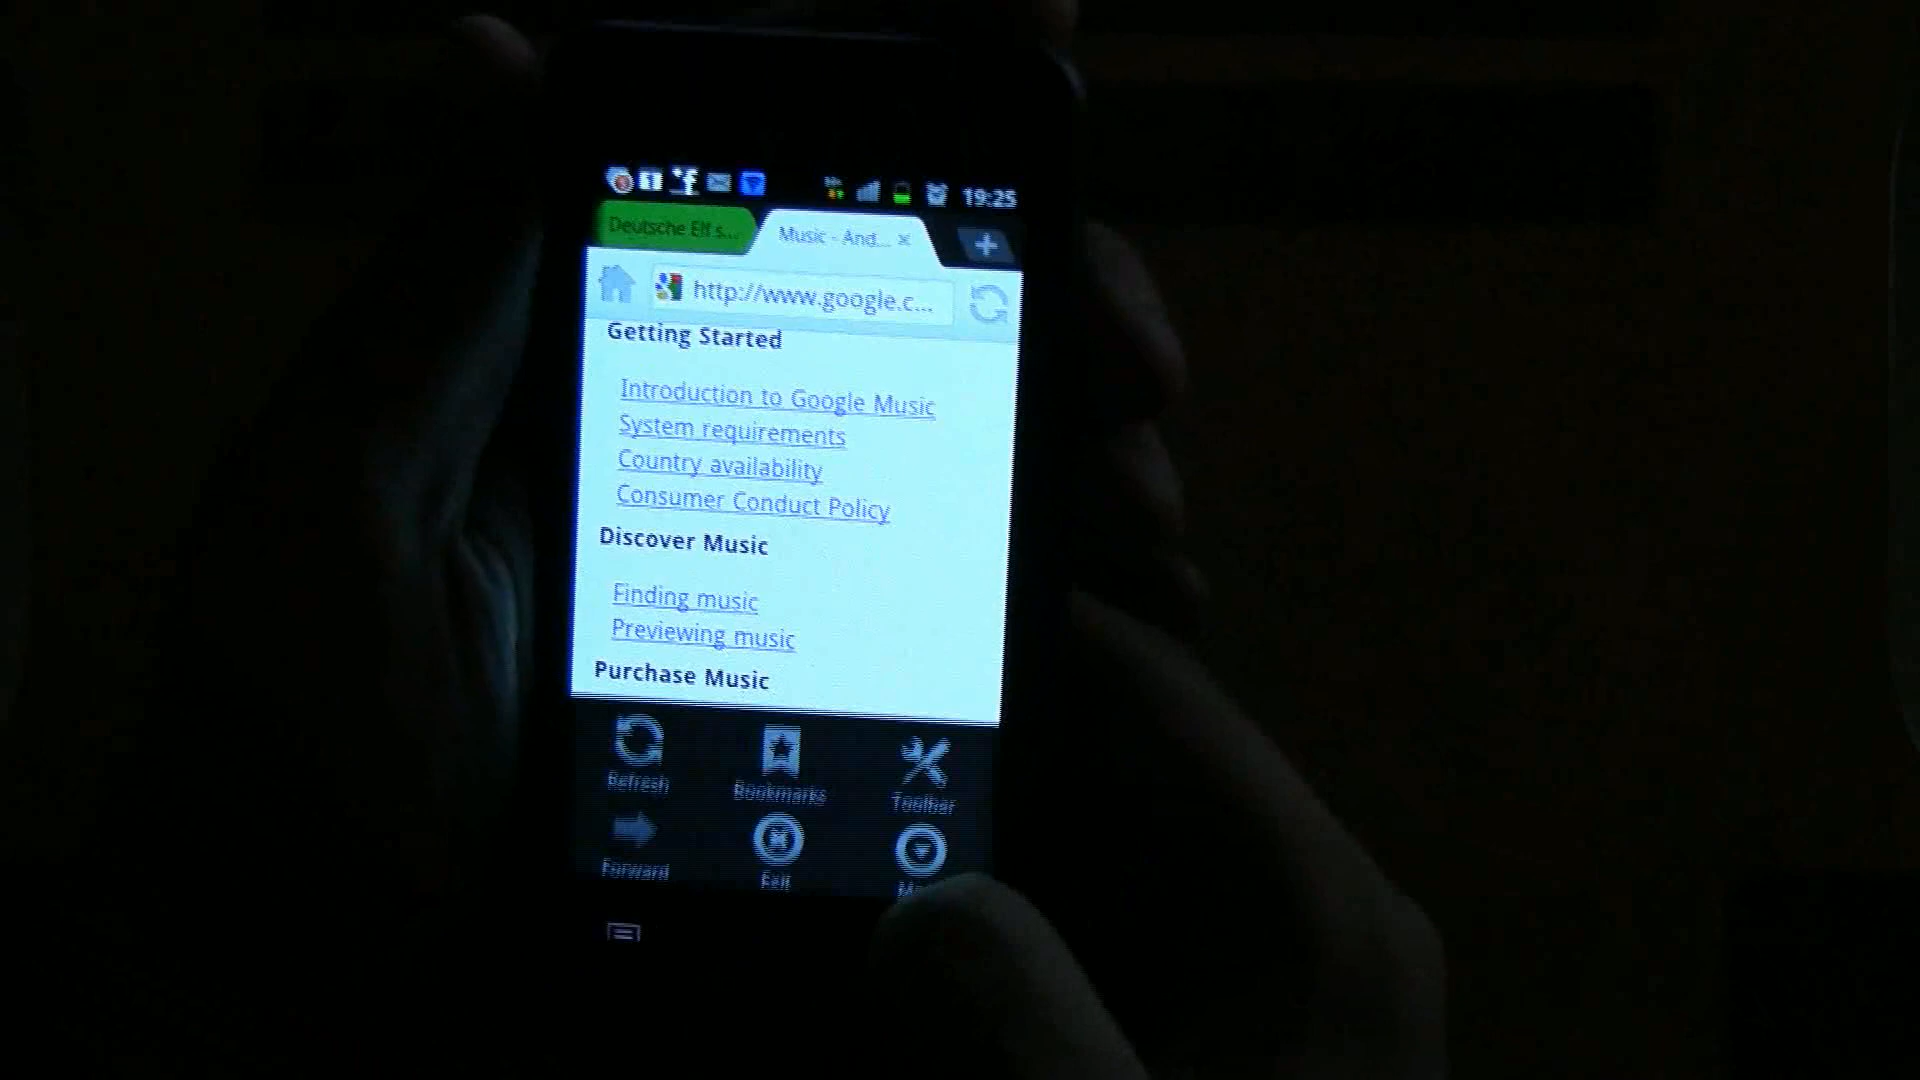 19:25
Deutsche Elf s...
Music - And...
http://www.google.c...
Getting Started
Introduction to Google Music
System requirements
Country availability
Consumer Conduct Policy
Discover Music
Finding music
Previewing music
Purchase Music
Refresh
Bookmarks
Toolbar
Forward
Exit